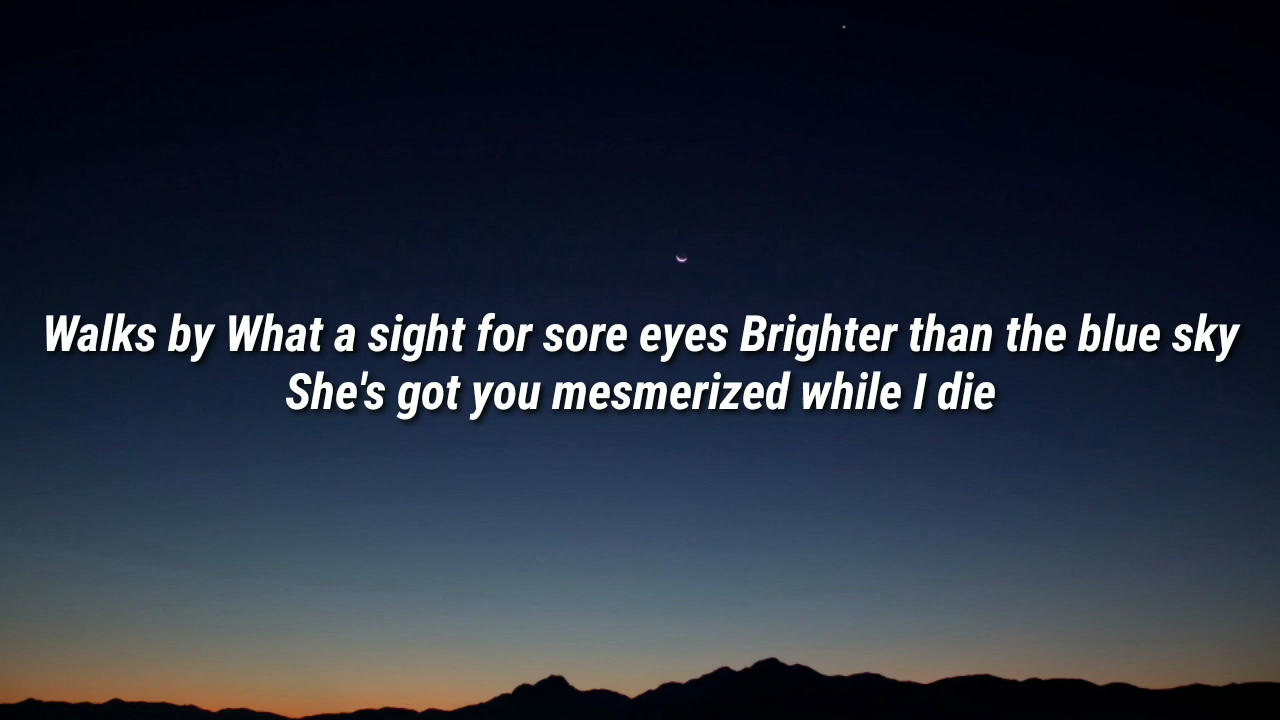 Walks by What a sight for sore eyes Brighter than the blue sky
She's got you mesmerized while I die